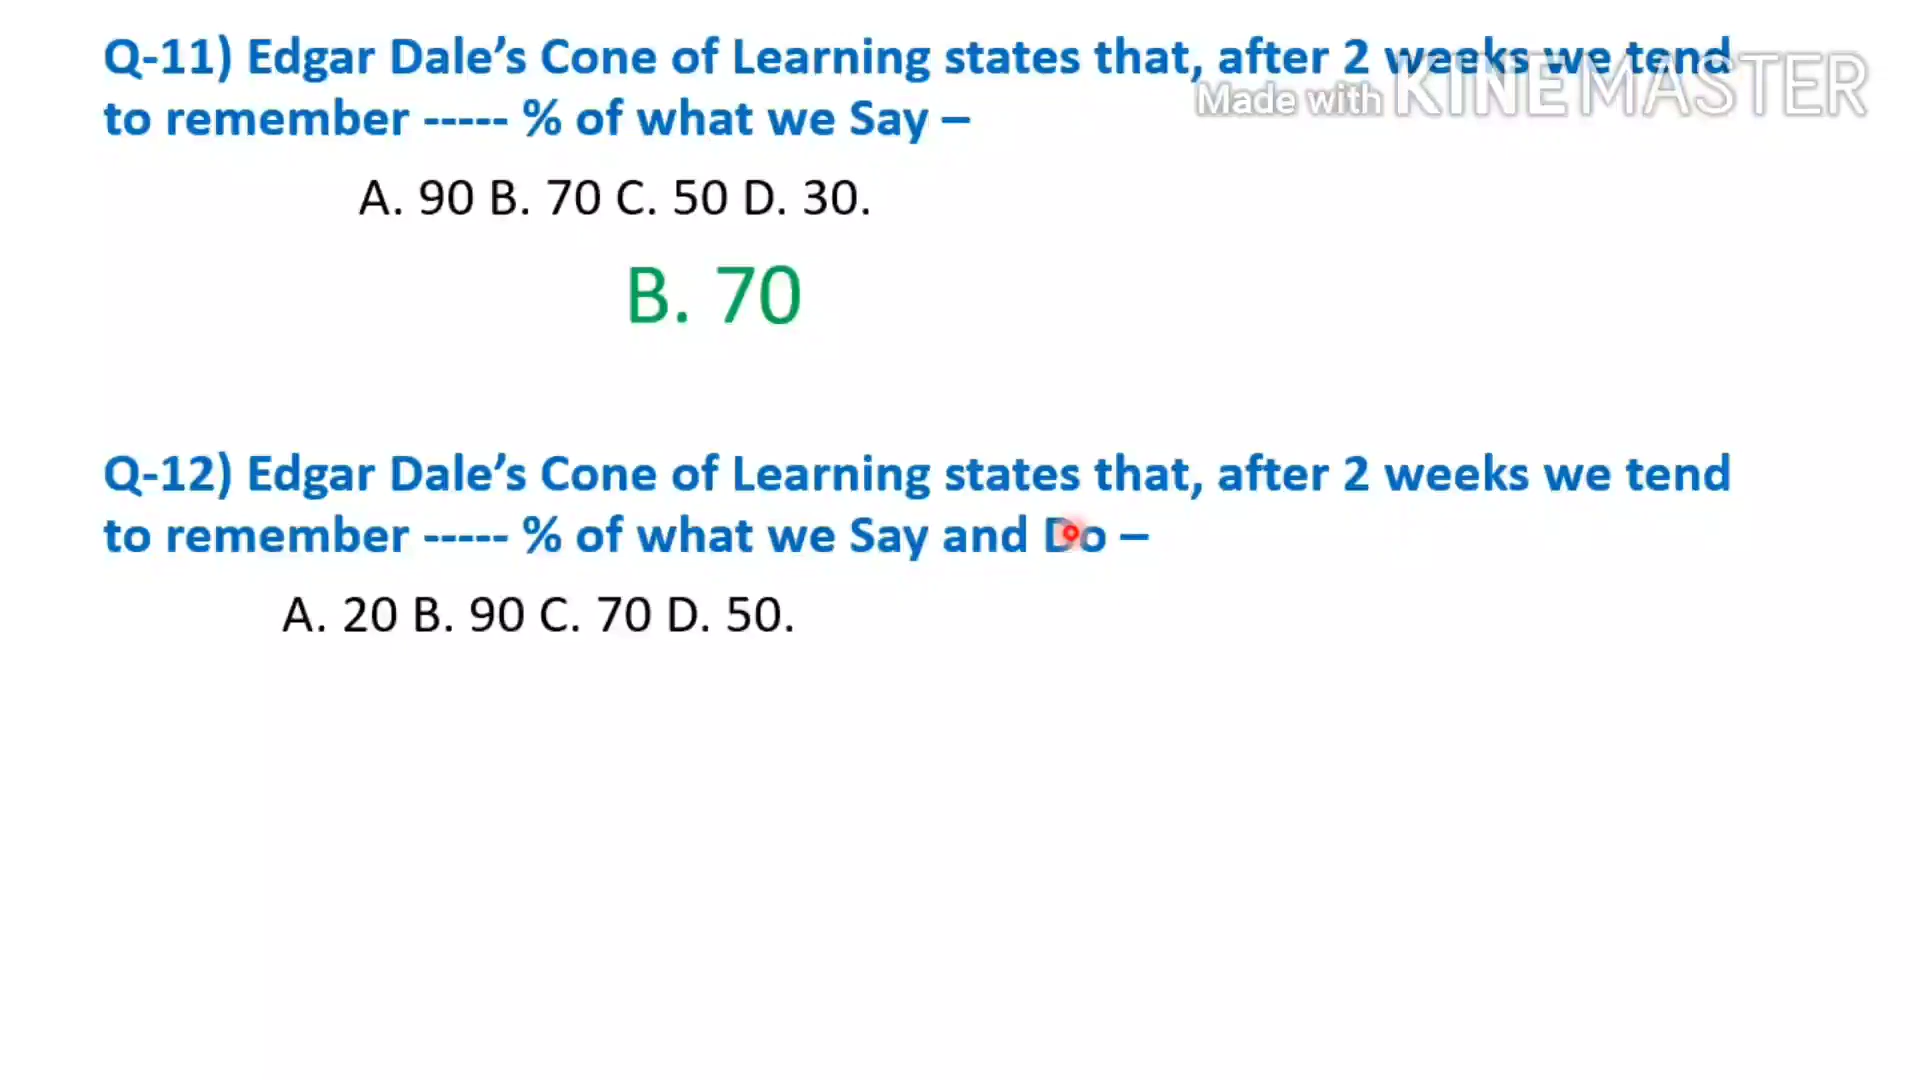 Q-11) Edgar Dale’s Cone of Learning states that, after 2 weeks we tend
to remember ----- % of what we Say –
Made with KINEMASTER
A. 90 B. 70 C. 50 D. 30.
B. 70
Q-12) Edgar Dale’s Cone of Learning states that, after 2 weeks we tend
to remember ----- % of what we Say and Do –
A. 20 B. 90 C. 70 D. 50.